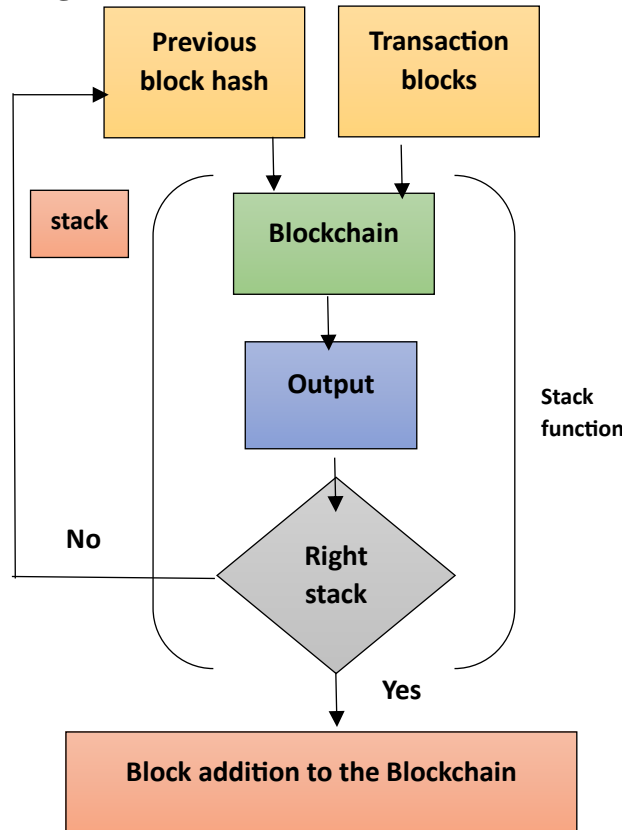 Previous
block hash
Transaction
blocks
stack
Blockchain
Output
Stack
function
No
Right
stack
Yes
Block addition to the Blockchain